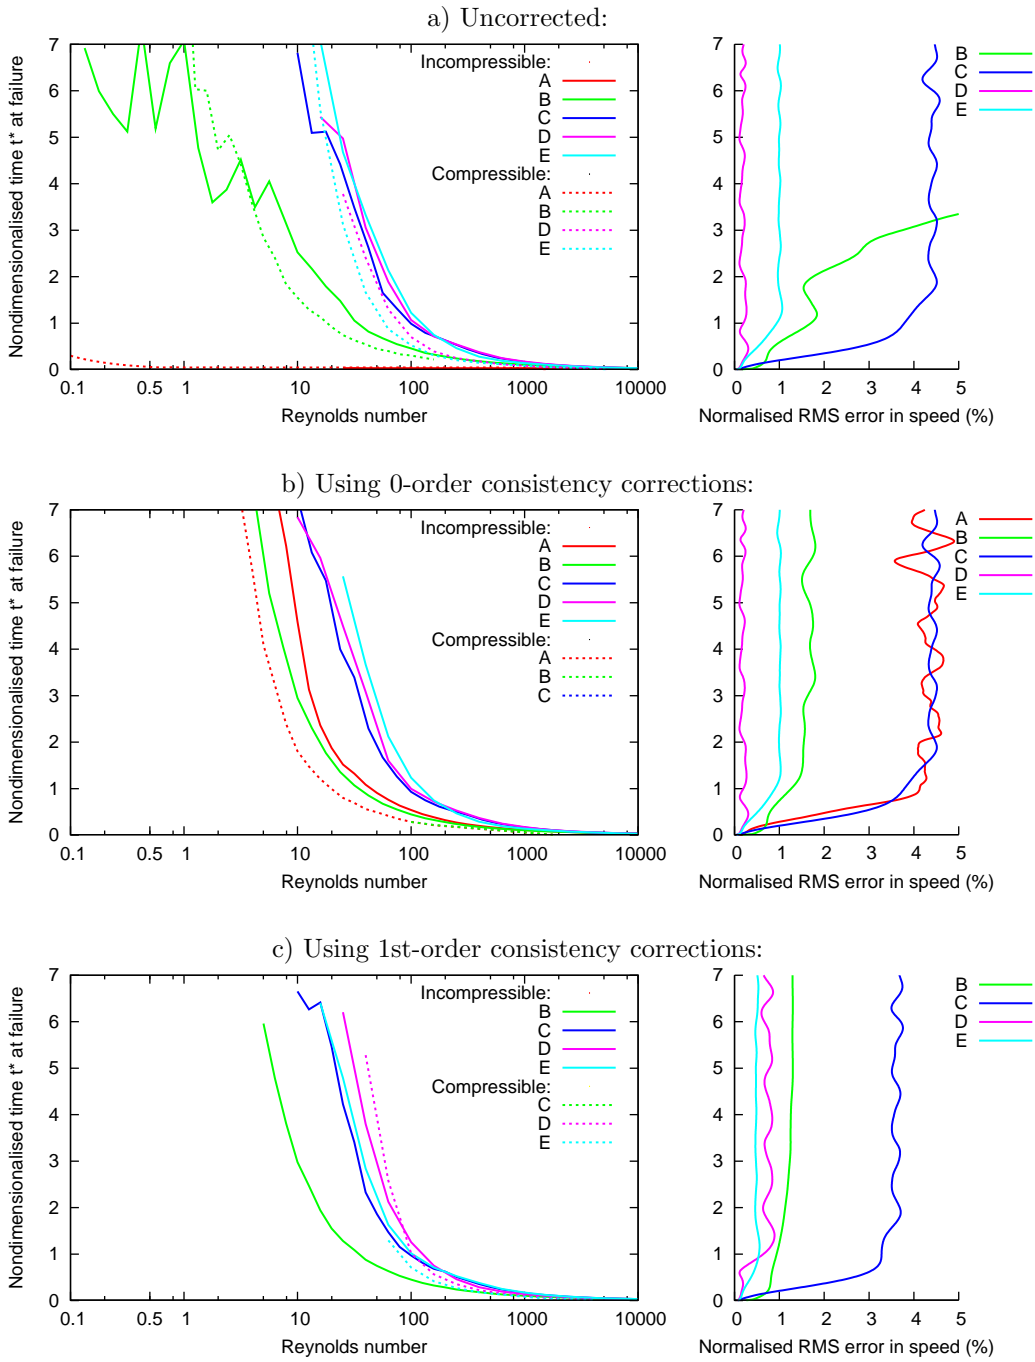 a) Uncorrected:
Nondimensionalised time t* at failure
7
6
5
4
3
2
1
0
0.1
0.5
1
10
100
1000
10000
Reynolds number
Incompressible:
A
B
C
D
E
Compressible:
A
B
D
E
7
6
5
4
3
2
1
0
0
1
2
3
4
5
Normalised RMS error in speed (%)
B
C
D
E
b) Using 0-order consistency corrections:
Nondimensionalised time t* at failure
7
6
5
4
3
2
1
0
0.1
0.5
1
10
100
1000
10000
Reynolds number
Incompressible:
A
B
C
D
E
Compressible:
A
B
C
7
6
5
4
3
2
1
0
0
1
2
3
4
5
Normalised RMS error in speed (%)
A
B
C
D
E
c) Using 1st-order consistency corrections:
Nondimensionalised time t* at failure
7
6
5
4
3
2
1
0
0.1
0.5
1
10
100
1000
10000
Reynolds number
Incompressible:
B
C
D
E
Compressible:
C
D
E
7
6
5
4
3
2
1
0
0
1
2
3
4
5
Normalised RMS error in speed (%)
B
C
D
E